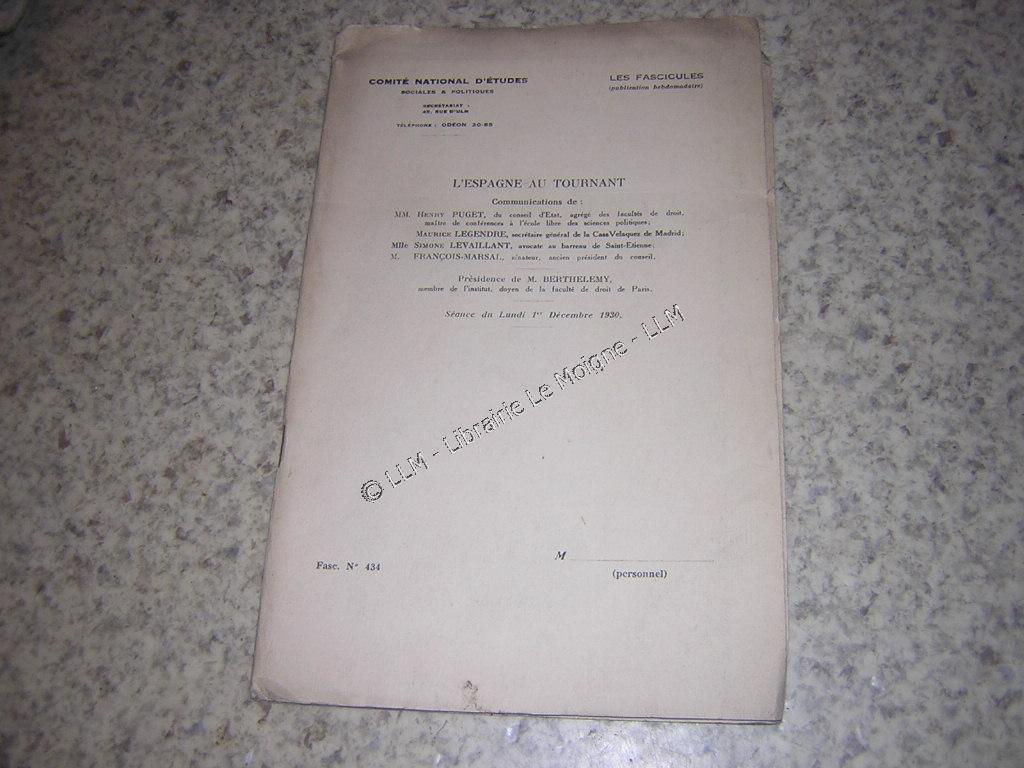 COMITÉ NATIONAL D'ÉTUDES
SOCIALES & POLITIQUES
SECRÉTARIAT :
45, RUE D'ULM
TÉLÉPHONE : ODÉON 20-85
LES FASCICULES
(publication hebdomadaire)
L'ESPAGNE AU TOURNANT
Communications de :
MM. HENRY PUGET, du conseil d'Etat, agrégé des facultés de droit,
maître de conférences à l'école libre des sciences politiques;
MAURICE LEGENDRE, secrétaire général de la Casa Velaquez de Madrid;
Mlle SIMONE LEVAILLANT, avocate au barreau de Saint-Etienne;
M. FRANÇOIS-MARSAL, sénateur, ancien président du conseil.
Présidence de M. BERTHELEMY,
membre de l'institut, doyen de la faculté de droit de Paris.
Séance du Lundi 1er Décembre 1930.
© LLM - Librairie Le Moigne - LLM
Fasc. N° 434
M
(personnel)